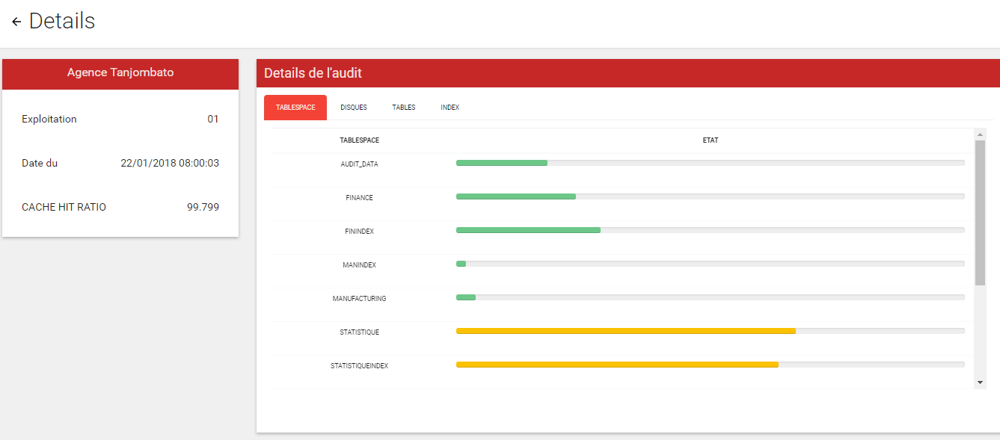 Details
Agence Tanjombato
Exploitation 01
Date du 22/01/2018 08:00:03
CACHE HIT RATIO 99.799
Details de l'audit
TABLESPACE DISQUES TABLES INDEX
TABLESPACE ETAT
AUDIT_DATA
FINANCE
FININDEX
MANINDEX
MANUFACTURING
STATISTIQUE
STATISTIQUEINDEX